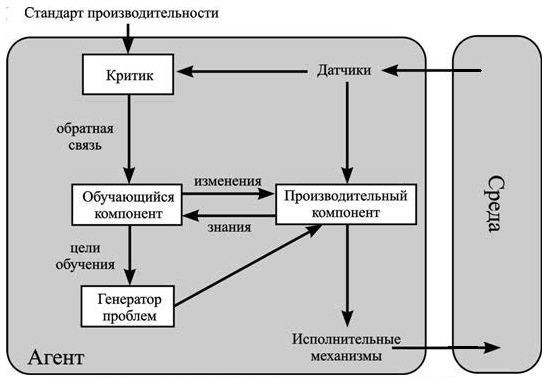 Стандарт производительности
Критик
Датчики
обратная
связь
изменения
Обучающийся
компонент
Производительный
компонент
знания
цели
обучения
Генератор
проблем
Исполнительные
механизмы
Агент
Среда